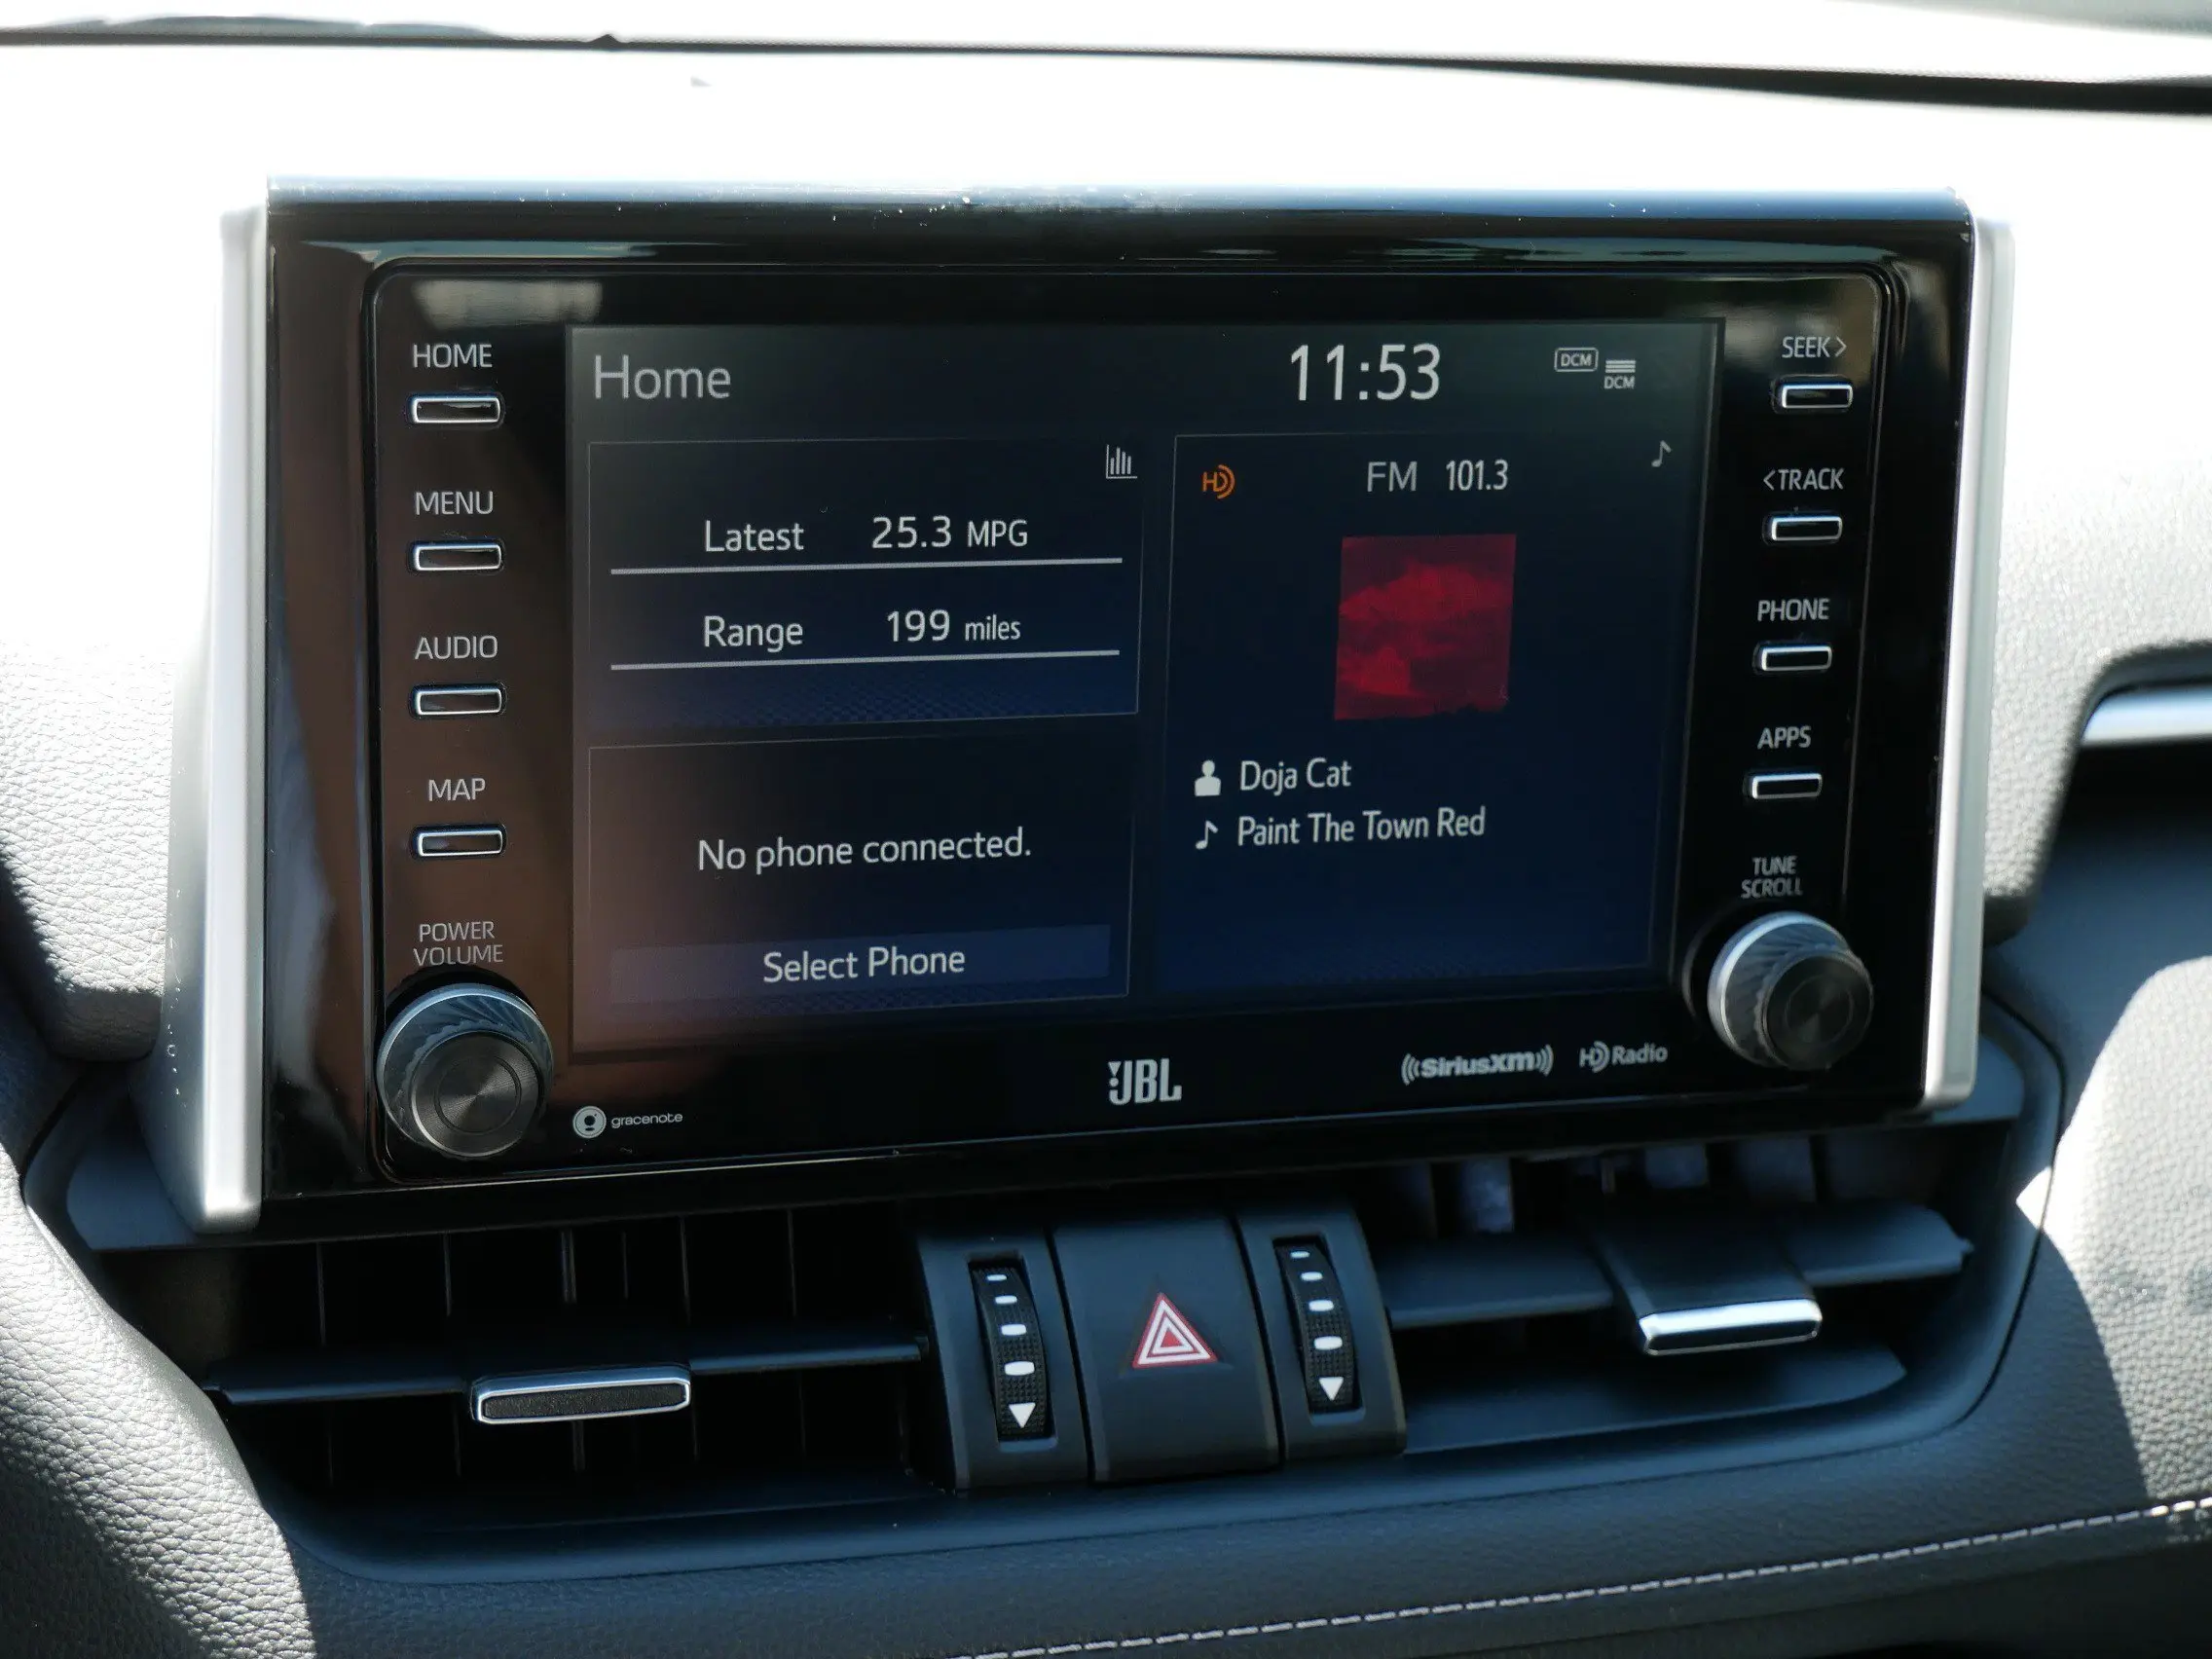 HOME
MENU
AUDIO
MAP
POWER
VOLUME
Home
11:53
DCM
DCM
Latest 25.3 MPG
Range 199 miles
No phone connected.
Select Phone
HD
FM 101.3
Doja Cat
Paint The Town Red
SEEK>
<TRACK
PHONE
APPS
TUNE
SCROLL
gracenote
JBL
((SiriusXM))
HD Radio